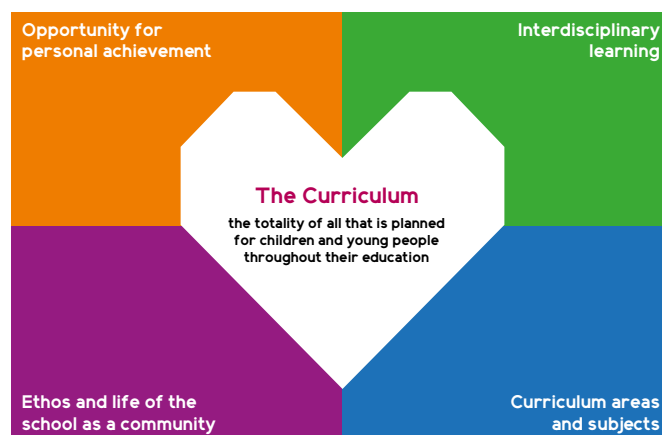 Opportunity for
personal achievement
Interdisciplinary
learning
The Curriculum
the totality of all that is planned
for children and young people
throughout their education
Ethos and life of the
school as a community
Curriculum areas
and subjects